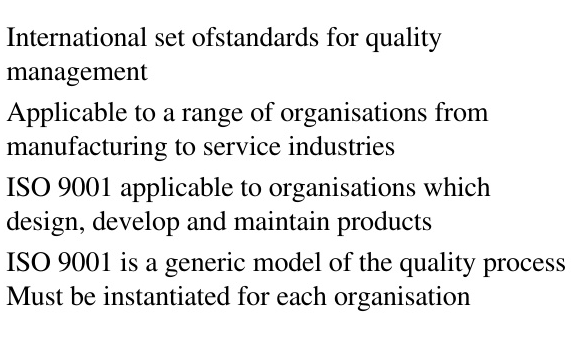 International set ofstandards for quality
management
Applicable to a range of organisations from
manufacturing to service industries
ISO 9001 applicable to organisations which
design, develop and maintain products
ISO 9001 is a generic model of the quality process
Must be instantiated for each organisation